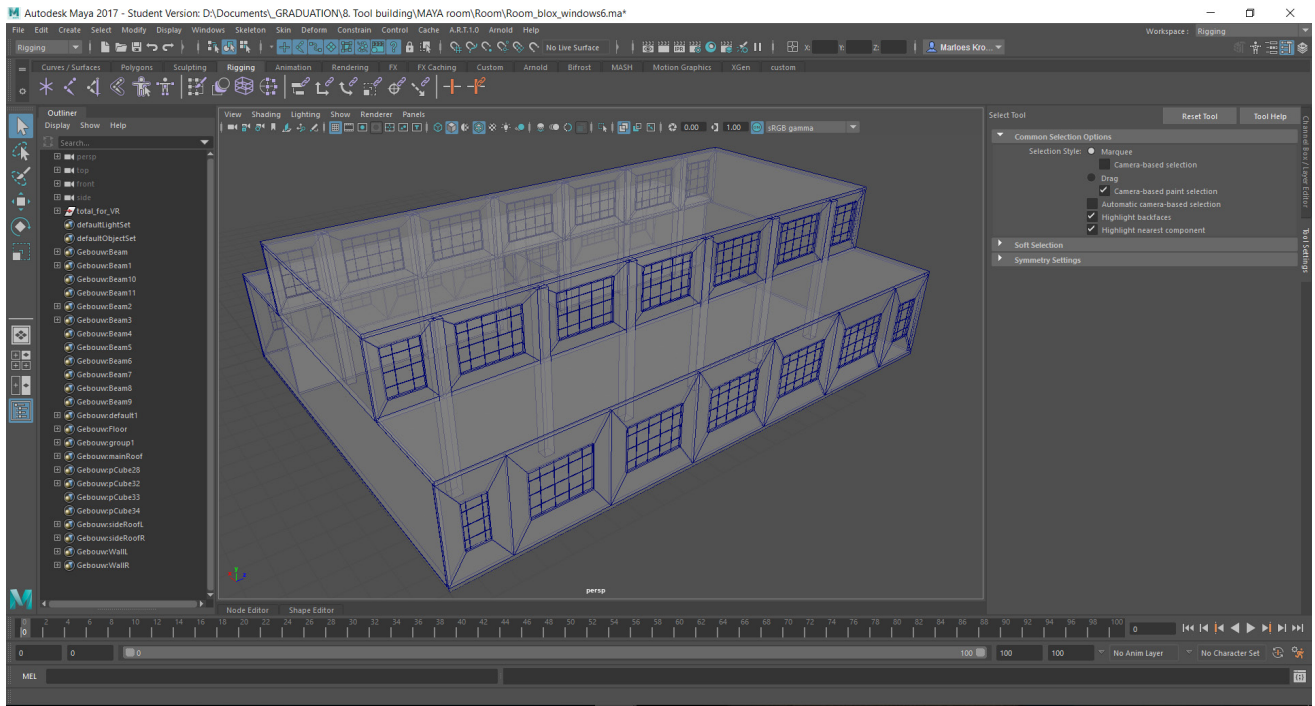 Autodesk Maya 2017 - Student Version: D:\Documents\_GRADUATION\8. Tool building\MAYA room\Room\Room_blox_windows6.ma*
File Edit Create Select Modify Display Windows Skeleton Skin Deform Constrain Control Cache A.R.T.1.0 Arnold Help
Workspace: Rigging
Rigging No Live Surface X: Y: Z: Marloes Kro...
Curves / Surfaces Polygons Sculpting Rigging Animation Rendering FX FX Caching Custom Arnold Bifrost MASH Motion Graphics XGen custom
Outliner
Display Show Help
Search...
persp
top
front
side
total_for_VR
defaultLightSet
defaultObjectSet
Gebouw:Beam
Gebouw:Beam1
Gebouw:Beam10
Gebouw:Beam11
Gebouw:Beam2
Gebouw:Beam3
Gebouw:Beam4
Gebouw:Beam5
Gebouw:Beam6
Gebouw:Beam7
Gebouw:Beam8
Gebouw:Beam9
Gebouw:default1
Gebouw:Floor
Gebouw:group1
Gebouw:mainRoof
Gebouw:pCube28
Gebouw:pCube32
Gebouw:pCube33
Gebouw:pCube34
Gebouw:sideRoofL
Gebouw:sideRoofR
Gebouw:WallL
Gebouw:WallR
View Shading Lighting Show Renderer Panels
0.00 1.00 sRGB gamma
persp
Node Editor Shape Editor
Select Tool Reset Tool Tool Help
Common Selection Options
Selection Style: Marquee
Camera-based selection
Drag
Camera-based paint selection
Automatic camera-based selection
Highlight backfaces
Highlight nearest component
Soft Selection
Symmetry Settings
Channel Box / Layer Editor
Tool Settings
0 2 4 6 8 10 12 14 16 18 20 22 24 26 28 30 32 34 36 38 40 42 44 46 48 50 52 54 56 58 60 62 64 66 68 70 72 74 76 78 80 82 84 86 88 90 92 94 96 98 100
0 0
0 0 0 100 100 100 No Anim Layer No Character Set
MEL